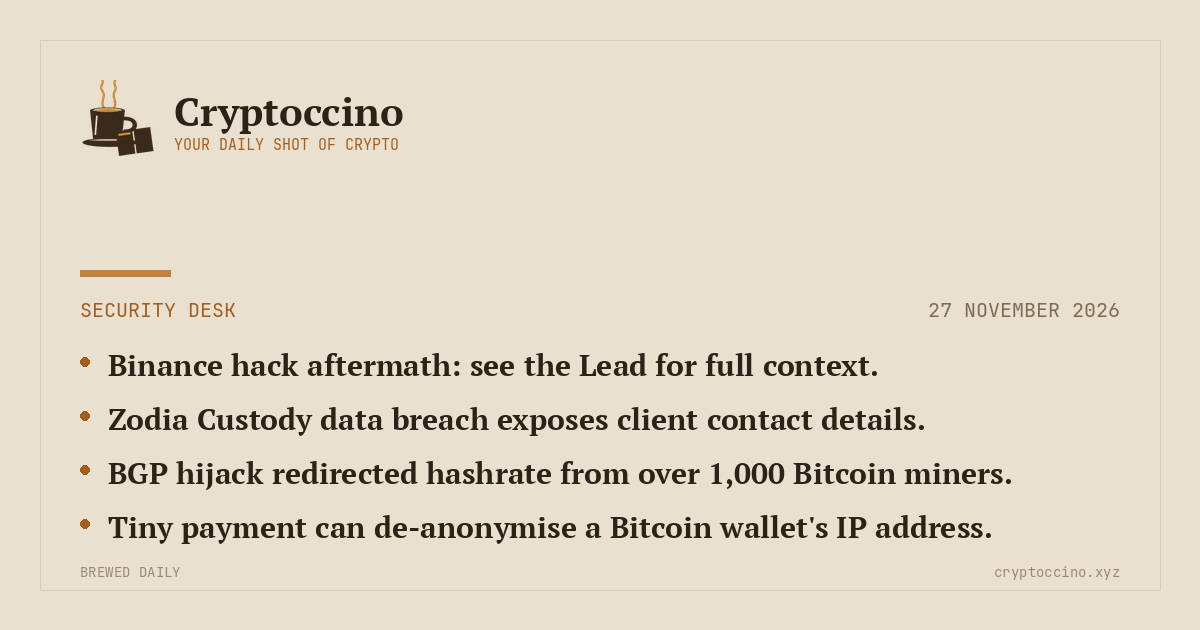 Cryptoccino
YOUR DAILY SHOT OF CRYPTO
SECURITY DESK
27 NOVEMBER 2026
Binance hack aftermath: see the Lead for full context.
Zodia Custody data breach exposes client contact details.
BGP hijack redirected hashrate from over 1,000 Bitcoin miners.
Tiny payment can de-anonymise a Bitcoin wallet's IP address.
BREWED DAILY
cryptoccino.xyz